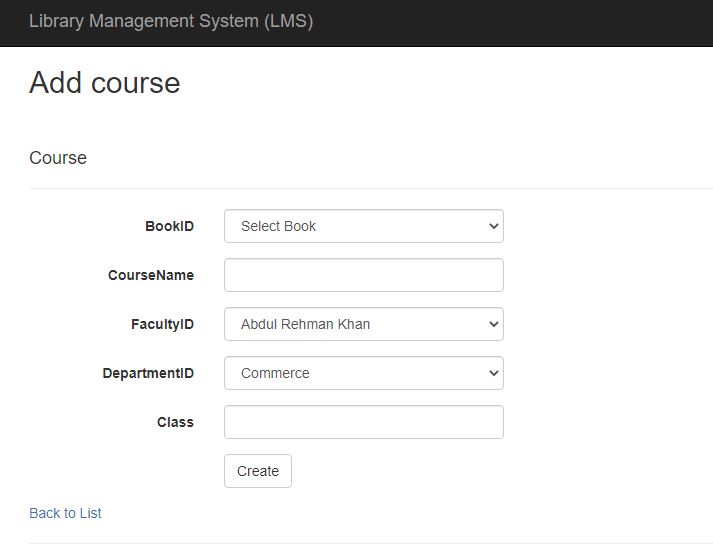 Library Management System (LMS)
Add course
Course
BookID Select Book
CourseName
FacultyID Abdul Rehman Khan
DepartmentID Commerce
Class
Create
Back to List